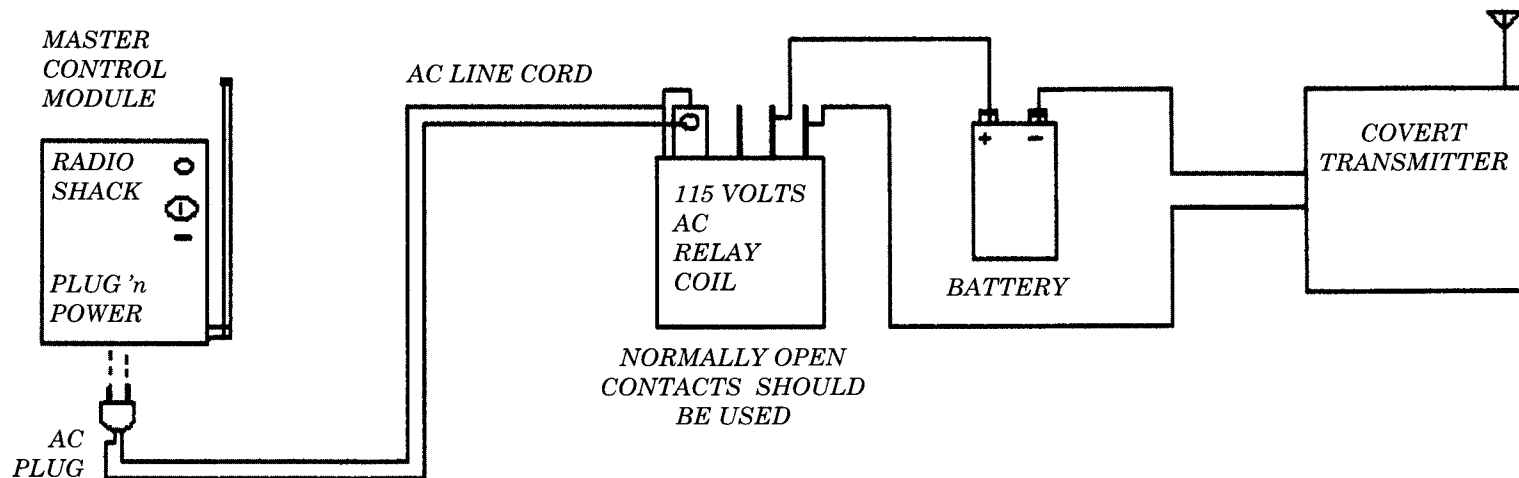 MASTER
CONTROL
MODULE
RADIO
SHACK
PLUG 'n
POWER
AC
PLUG
AC LINE CORD
115 VOLTS
AC
RELAY
COIL
NORMALLY OPEN
CONTACTS SHOULD
BE USED
+ -
BATTERY
COVERT
TRANSMITTER